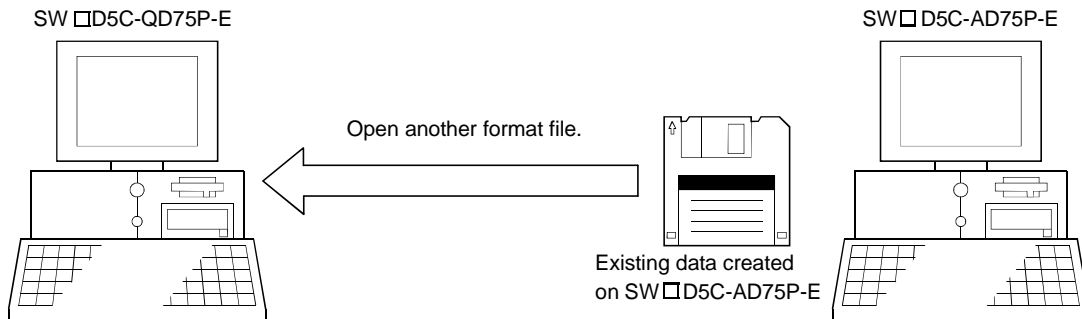 SW □D5C-QD75P-E
SW□ D5C-AD75P-E
Open another format file.
Existing data created
on SW□D5C-AD75P-E